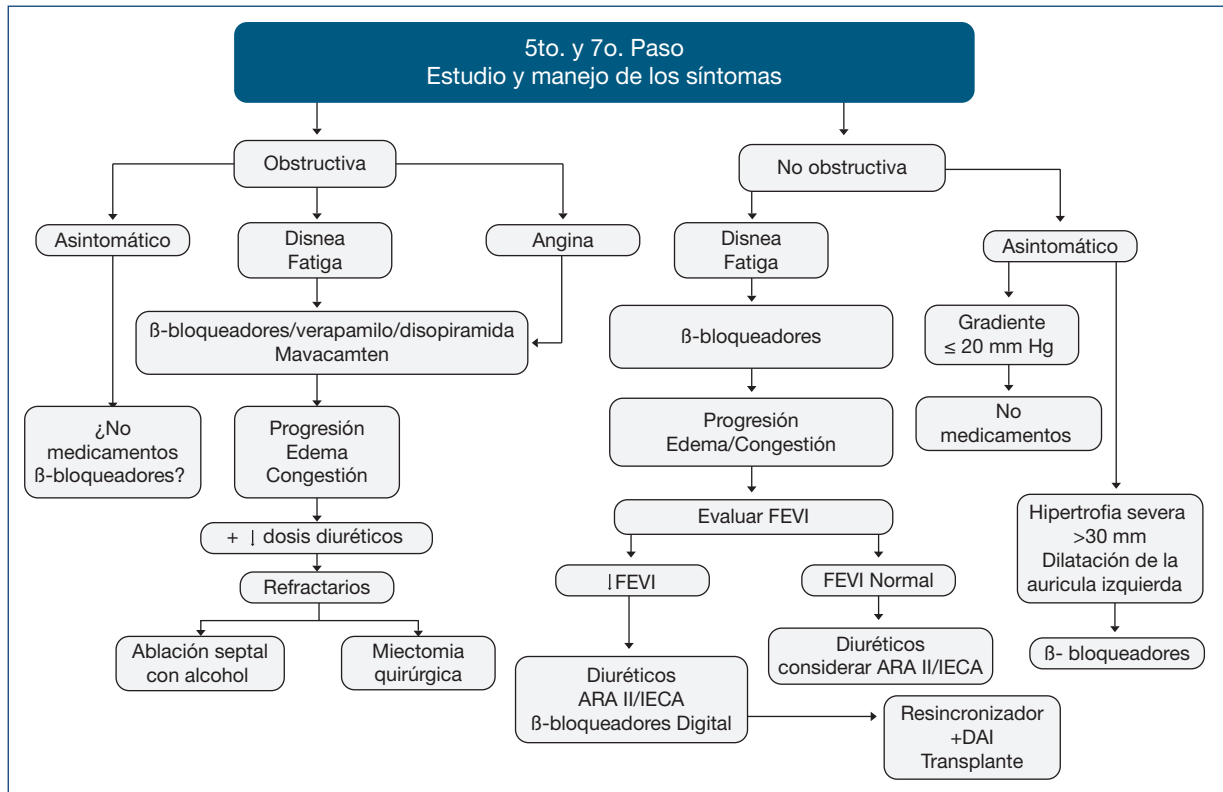 5to. y 7o. Paso
Estudio y manejo de los síntomas
Obstructiva
No obstructiva
Asintomático
Disnea
Fatiga
Angina
Disnea
Fatiga
Asintomático
ß-bloqueadores/verapamilo/disopiramida
Mavacamten
ß-bloqueadores
Gradiente
≤ 20 mm Hg
¿No
medicamentos
ß-bloqueadores?
Progresión
Edema
Congestión
Progresión
Edema/Congestión
No
medicamentos
+ ↓ dosis diuréticos
Evaluar FEVI
Hipertrofia severa
>30 mm
Dilatación de la
auricula izquierda
Refractarios
↓FEVI
FEVI Normal
Ablación septal
con alcohol
Miectomia
quirúrgica
Diuréticos
ARA II/IECA
ß-bloqueadores Digital
Diuréticos
considerar ARA II/IECA
ß- bloqueadores
Resincronizador
+DAI
Transplante